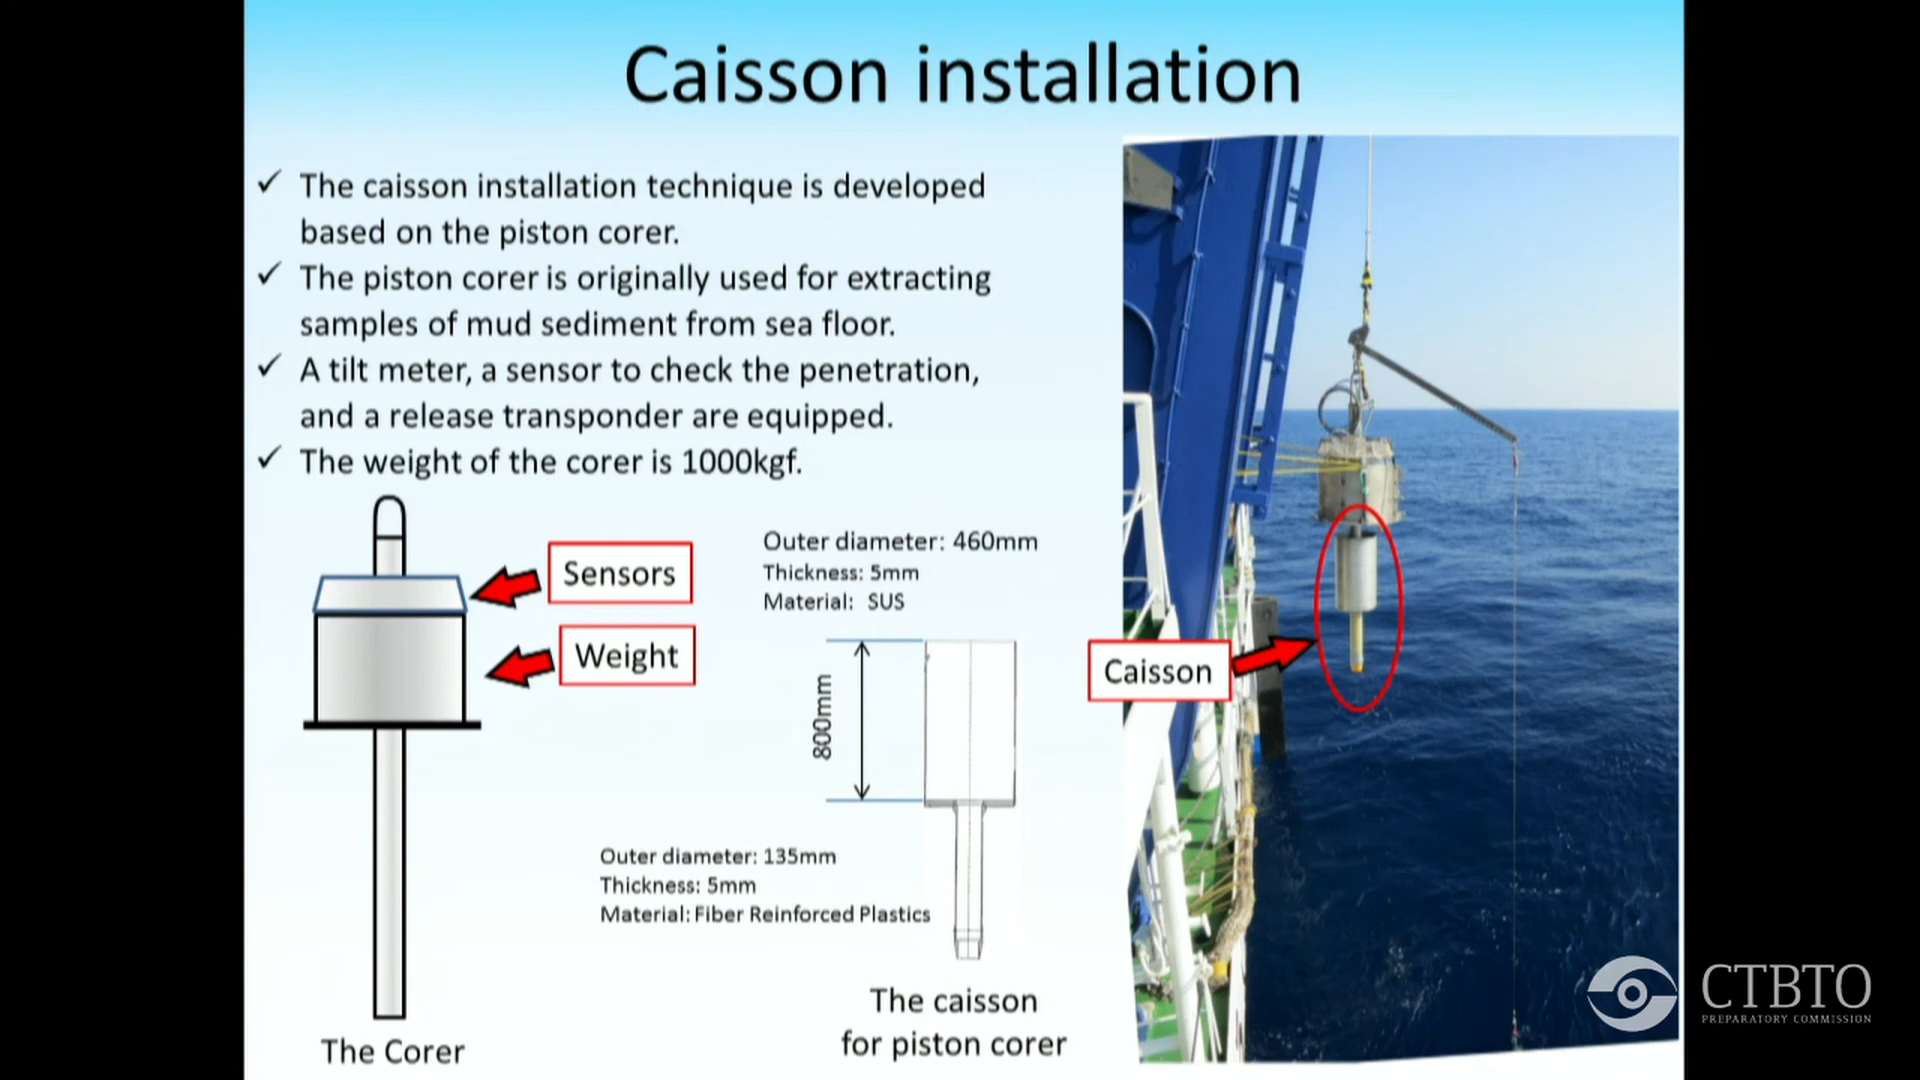 Caisson installation
✓ The caisson installation technique is developed
based on the piston corer.
✓ The piston corer is originally used for extracting
samples of mud sediment from sea floor.
✓ A tilt meter, a sensor to check the penetration,
and a release transponder are equipped.
✓ The weight of the corer is 1000kgf.
Sensors
Weight
The Corer
Outer diameter: 460mm
Thickness: 5mm
Material: SUS
800mm
Outer diameter: 135mm
Thickness: 5mm
Material: Fiber Reinforced Plastics
The caisson
for piston corer
Caisson
CTBTO
PREPARATORY COMMISSION